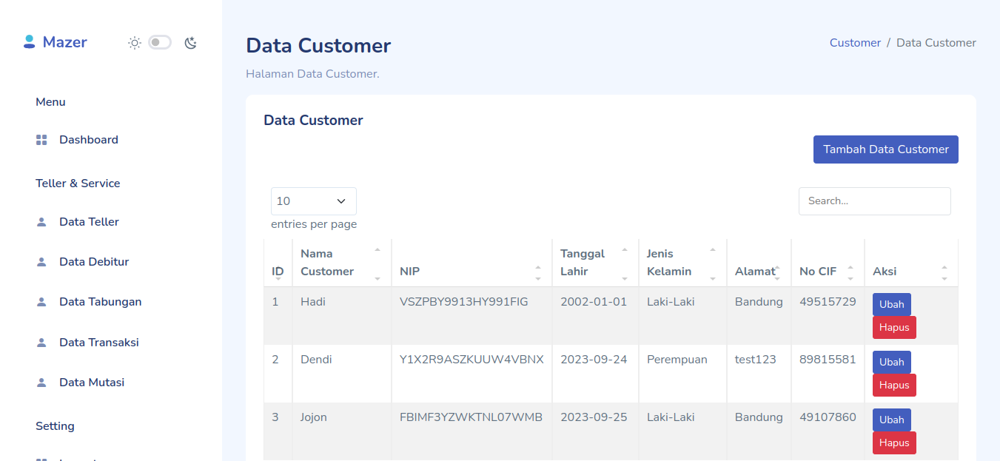 Mazer
Menu
Dashboard
Teller & Service
Data Teller
Data Debitur
Data Tabungan
Data Transaksi
Data Mutasi
Setting
Data Customer
Halaman Data Customer.
Customer / Data Customer
Data Customer
Tambah Data Customer
10
entries per page
Search...
ID Nama Customer NIP Tanggal Lahir Jenis Kelamin Alamat No CIF Aksi
1 Hadi VSZPBY9913HY991FIG 2002-01-01 Laki-Laki Bandung 49515729 Ubah
Hapus
2 Dendi Y1X2R9ASZKUUW4VBNX 2023-09-24 Perempuan test123 89815581 Ubah
Hapus
3 Jojon FBIMF3YZWKTNL07WMB 2023-09-25 Laki-Laki Bandung 49107860 Ubah
Hapus